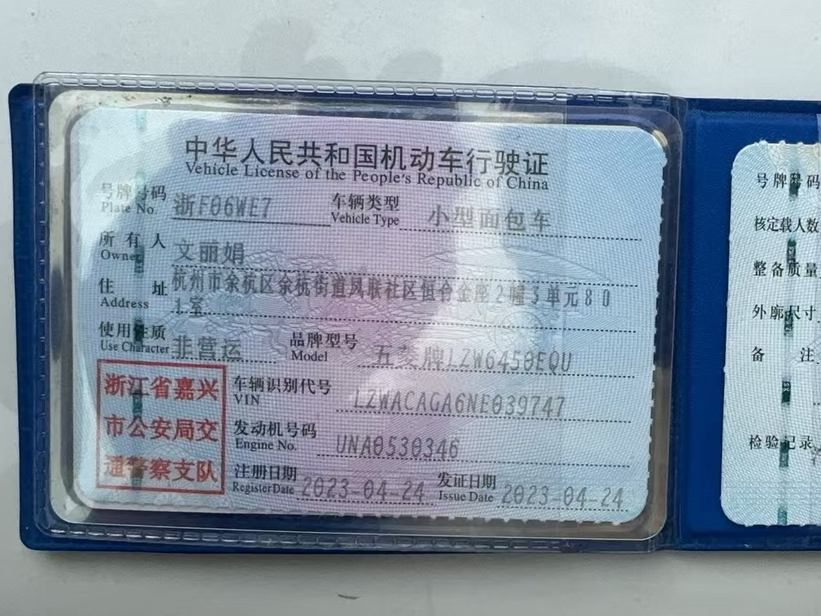 中华人民共和国机动车行驶证
Vehicle License of the People's Republic of China
号牌号码 浙F06WE7 车辆类型 小型面包车
Plate No. Vehicle Type
所有人 文丽娟
Owner
住址 杭州市余杭区余杭街道凤联社区恒合金座2幢3单元80
Address 1室
使用性质 非营运 品牌型号 五菱牌LZW6450EQU
Use Character Model
车辆识别代号 LZWACAGA6NE039747
VIN
发动机号码 UNA0530346
Engine No.
注册日期 2023-04-24 发证日期 2023-04-24
Register Date Issue Date
浙江省嘉兴
市公安局交
通警察支队
号牌号码
核定载人数
整备质量
外廓尺寸
备注
检验记录